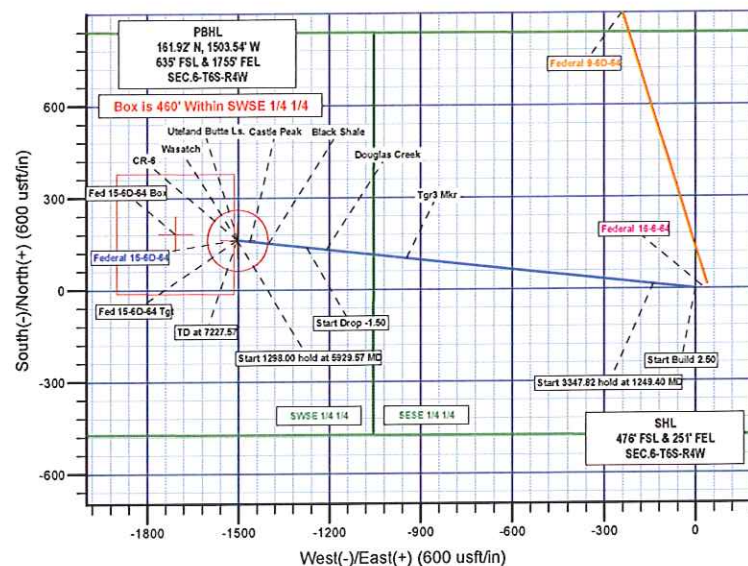 PBHL
161.92' N, 1503.54' W
635' FSL & 1755' FEL
SEC.6-T6S-R4W
Box is 460' Within SWSE 1/4 1/4
Uteland Butte Ls.
Castle Peak
Black Shale
Wasatch
CR-6
Douglas Creek
Tgr3 Mkr
Fed 15-6D-64 Box
Federal 15-6D-64
Fed 15-6D-64 Tgt
TD at 7227.57
Start 1298.00 hold at 5929.57 MD
Start Drop -1.50
Federal 9-6D-64
Federal 16-6-64
Start Build 2.50
Start 3347.82 hold at 1249.40 MD
SWSE 1/4 1/4
SESE 1/4 1/4
SHL
476' FSL & 251' FEL
SEC.6-T6S-R4W
South(-)/North(+) (600 usft/in)
600
300
0
-300
-600
-1800
-1500
-1200
-900
-600
-300
0
West(-)/East(+) (600 usft/in)